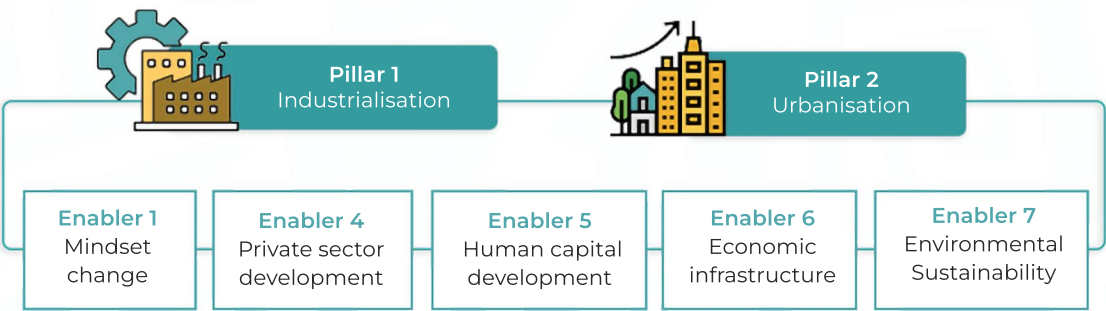 Pillar 1
Industrialisation
Pillar 2
Urbanisation
Enabler 1
Mindset
change
Enabler 4
Private sector
development
Enabler 5
Human capital
development
Enabler 6
Economic
infrastructure
Enabler 7
Environmental
Sustainability